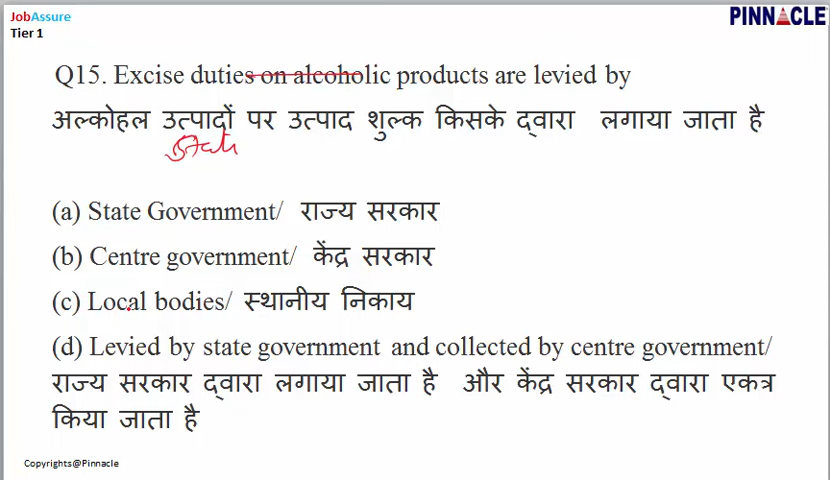 JobAssure
PINNACLE
Tier 1
Q15. Excise duties on alcoholic products are levied by
अल्कोहल उत्पादों पर उत्पाद शुल्क किसके द्वारा लगाया जाता है
State
(a) State Government/ राज्य सरकार
(b) Centre government/ केंद्र सरकार
(c) Local bodies/ स्थानीय निकाय
(d) Levied by state government and collected by centre government/
राज्य सरकार द्वारा लगाया जाता है और केंद्र सरकार द्वारा एकत्र
किया जाता है
Copyrights@Pinnacle